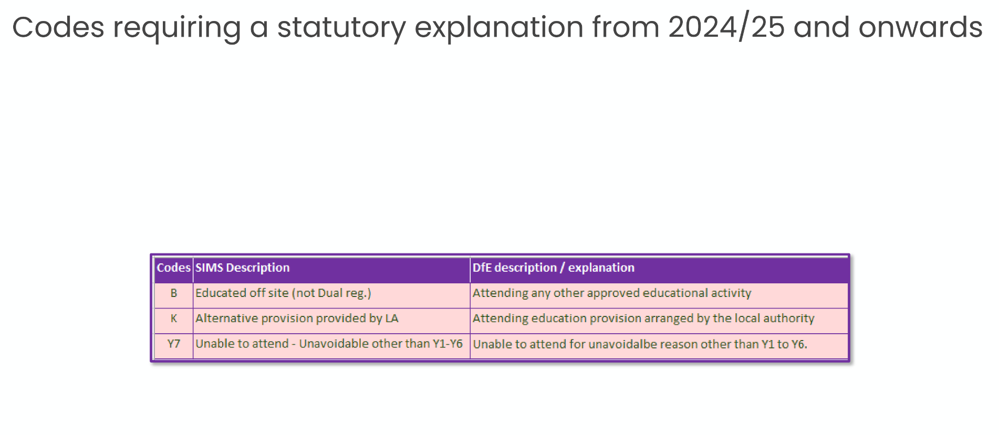 Codes requiring a statutory explanation from 2024/25 and onwards
Codes SIMS Description DfE description / explanation
B Educated off site (not Dual reg.) Attending any other approved educational activity
K Alternative provision provided by LA Attending education provision arranged by the local authority
Y7 Unable to attend - Unavoidable other than Y1-Y6 Unable to attend for unavoidalbe reason other than Y1 to Y6.